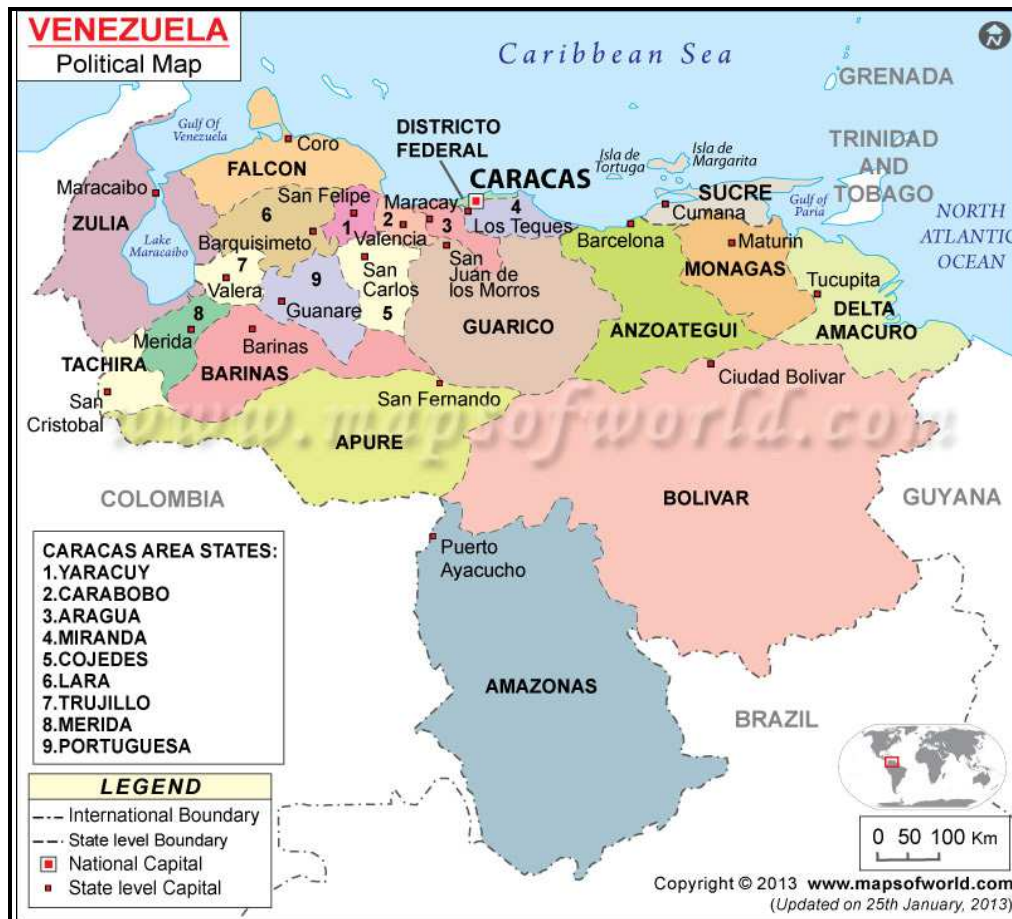 VENEZUELA
Political Map
Caribbean Sea
N
GRENADA
TRINIDAD
AND
TOBAGO
NORTH
ATLANTIC
OCEAN
Gulf Of
Venezuela
Coro
FALCON
DISTRICTO
FEDERAL
CARACAS
Isla de
Tortuga
Isla de
Margarita
SUCRE
Cumana
Gulf of
Paria
Maracaibo
ZULIA
Lake
Maracaibo
San Felipe
Maracay
6
1
2
3
4
Barquisimeto
Valencia
Los Teques
Barcelona
Maturin
MONAGAS
7
Valera
9
Guanare
San
Carlos
5
San
Juán de
los Morros
GUARICO
ANZOATEGUI
Tucupita
DELTA
AMACURO
8
Merida
Barinas
TACHIRA
BARINAS
San
Cristobal
San Fernando
Ciudad Bolivar
www.mapsofworld.com
APURE
COLOMBIA
BOLIVAR
GUYANA
Puerto
Ayacucho
AMAZONAS
BRAZIL
CARACAS AREA STATES:
1.YARACUY
2.CARABOBO
3.ARAGUA
4.MIRANDA
5.COJEDES
6.LARA
7.TRUJILLO
8.MERIDA
9.PORTUGUESA
LEGEND
International Boundary
State level Boundary
National Capital
State level Capital
0 50 100 Km
Copyright © 2013 www.mapsofworld.com
(Updated on 25th January, 2013)